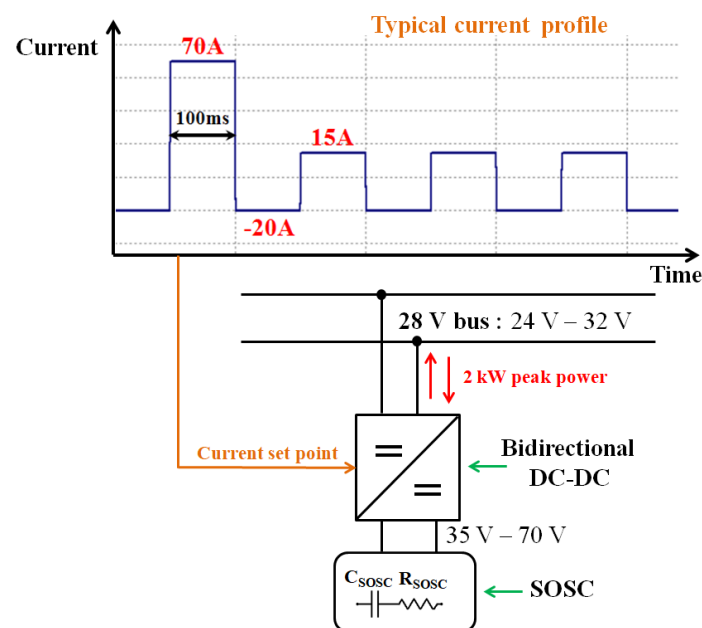 Typical current profile
Current
70A
100ms
15A
-20A
Time
28 V bus : 24 V – 32 V
2 kW peak power
Current set point
Bidirectional
DC-DC
35 V – 70 V
CSOSC RSOSC
SOSC